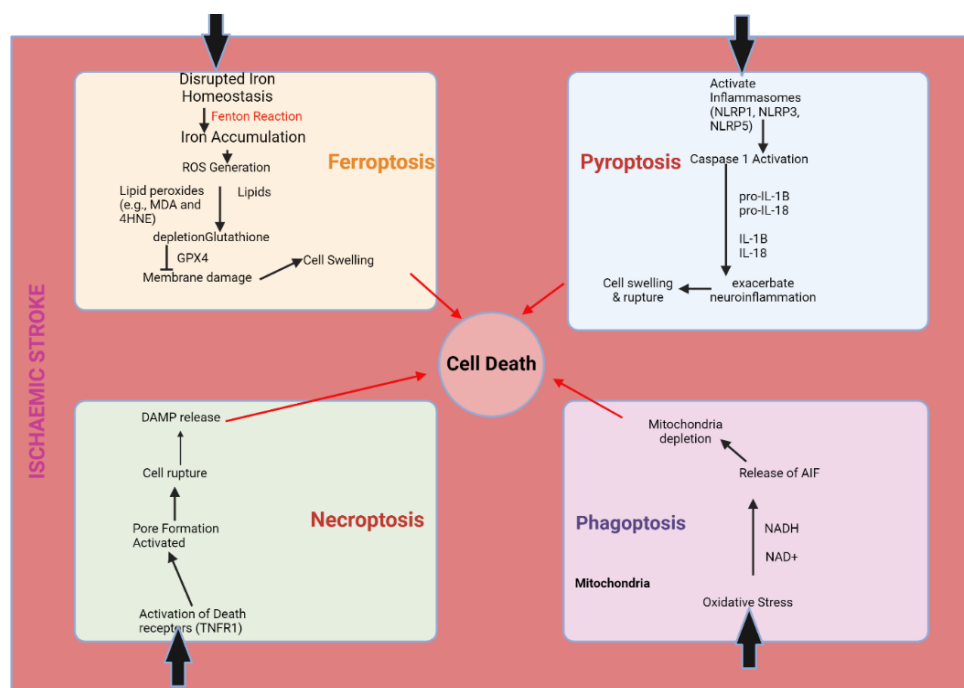 Disrupted Iron
Homeostasis
Fenton Reaction
Iron Accumulation
ROS Generation
Lipid peroxides
(e.g., MDA and
4HNE)
Lipids
depletionGlutathione
GPX4
Membrane damage
Cell Swelling
Ferroptosis
Activate
Inflammasomes
(NLRP1, NLRP3,
NLRP5)
Pyroptosis
Caspase 1 Activation
pro-IL-1B
pro-IL-18
IL-1B
IL-18
exacerbate
neuroinflammation
Cell swelling
& rupture
ISCHAEMIC STROKE
Cell Death
DAMP release
Cell rupture
Necroptosis
Pore Formation
Activated
Activation of Death
receptors (TNFR1)
Mitochondria
depletion
Release of AIF
Phagoptosis
NADH
NAD+
Mitochondria
Oxidative Stress